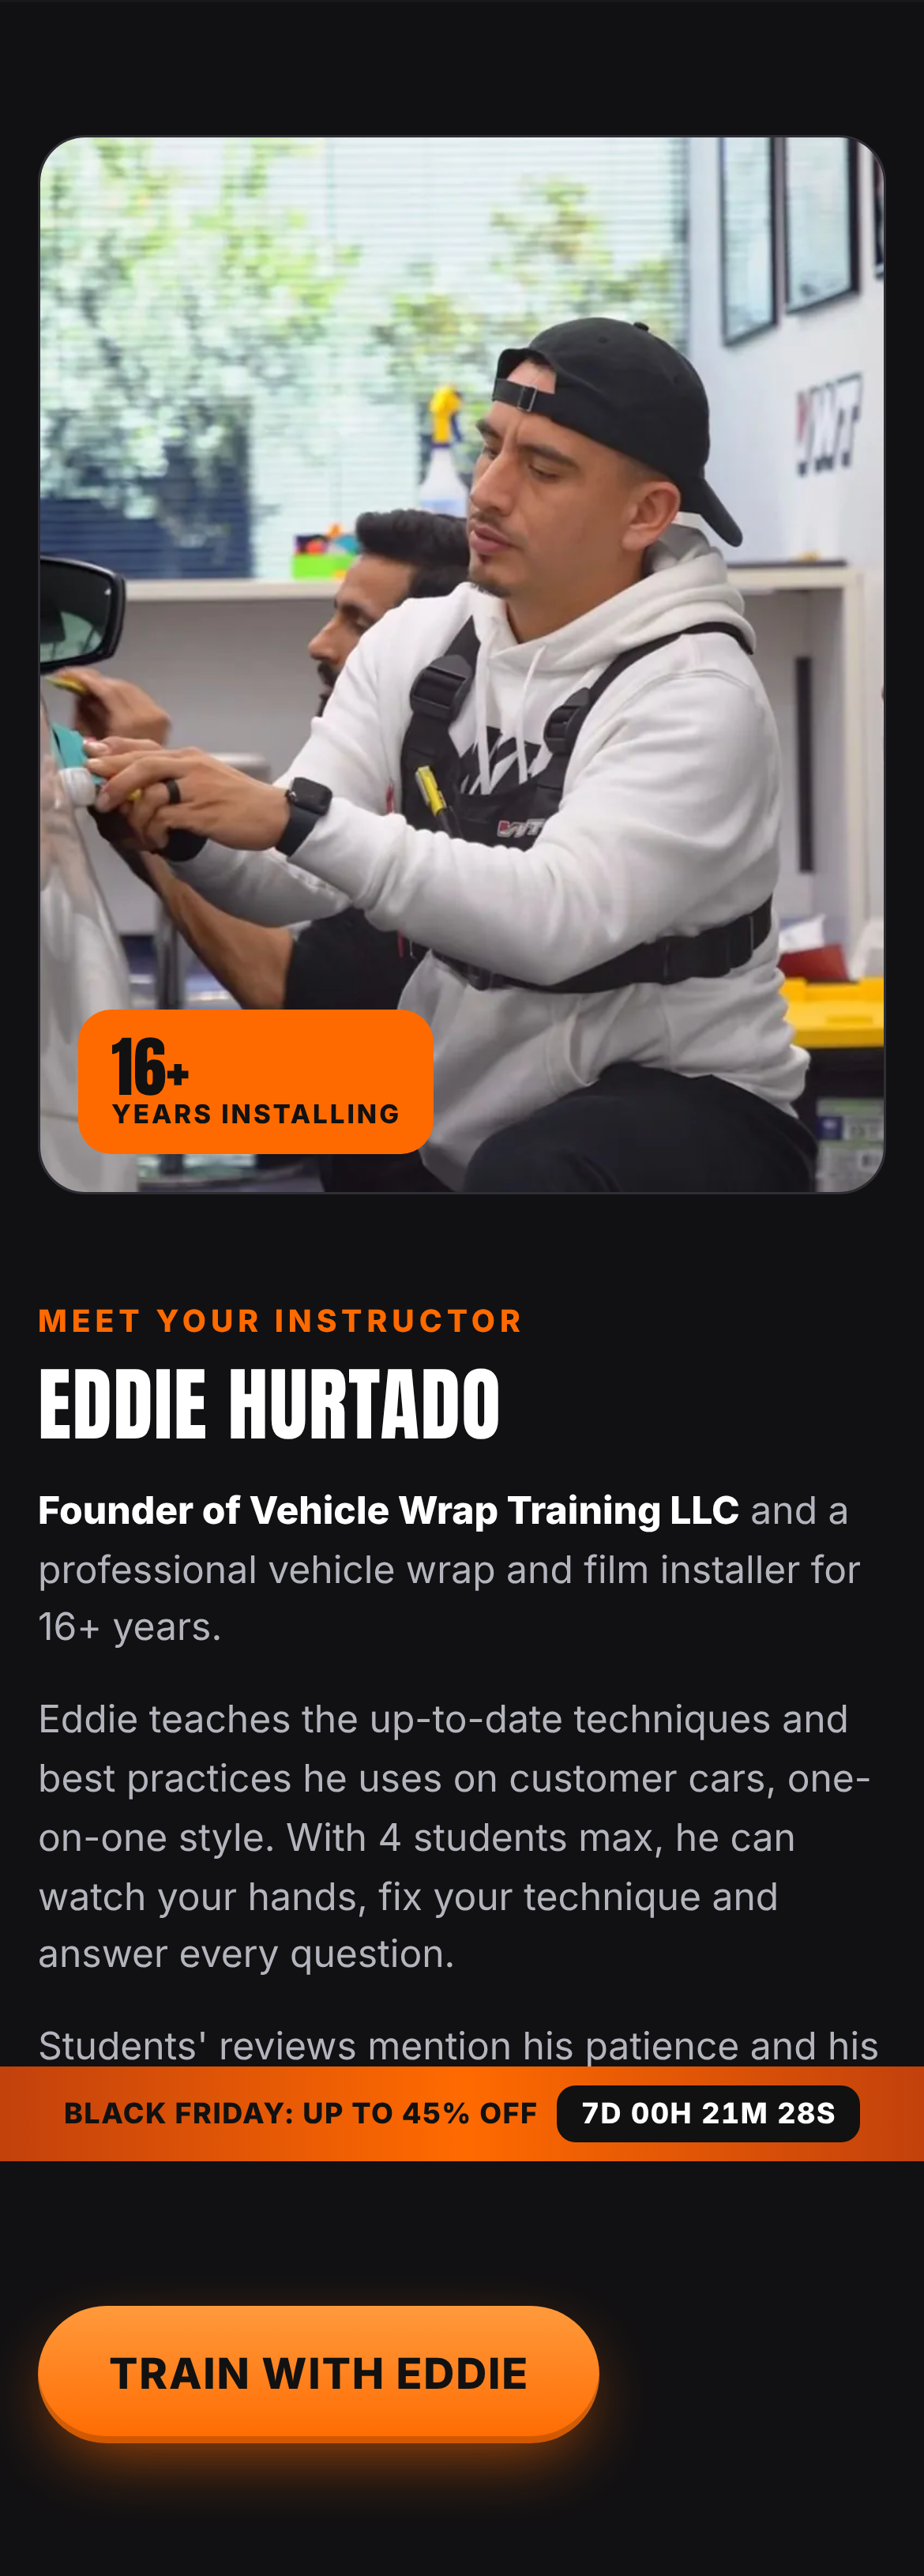 VWT
VWT
16+
YEARS INSTALLING
MEET YOUR INSTRUCTOR
EDDIE HURTADO
Founder of Vehicle Wrap Training LLC and a
professional vehicle wrap and film installer for
16+ years.
Eddie teaches the up-to-date techniques and
best practices he uses on customer cars, one-
on-one style. With 4 students max, he can
watch your hands, fix your technique and
answer every question.
Students' reviews mention his patience and his
BLACK FRIDAY: UP TO 45% OFF 7D 00H 21M 28S
TRAIN WITH EDDIE